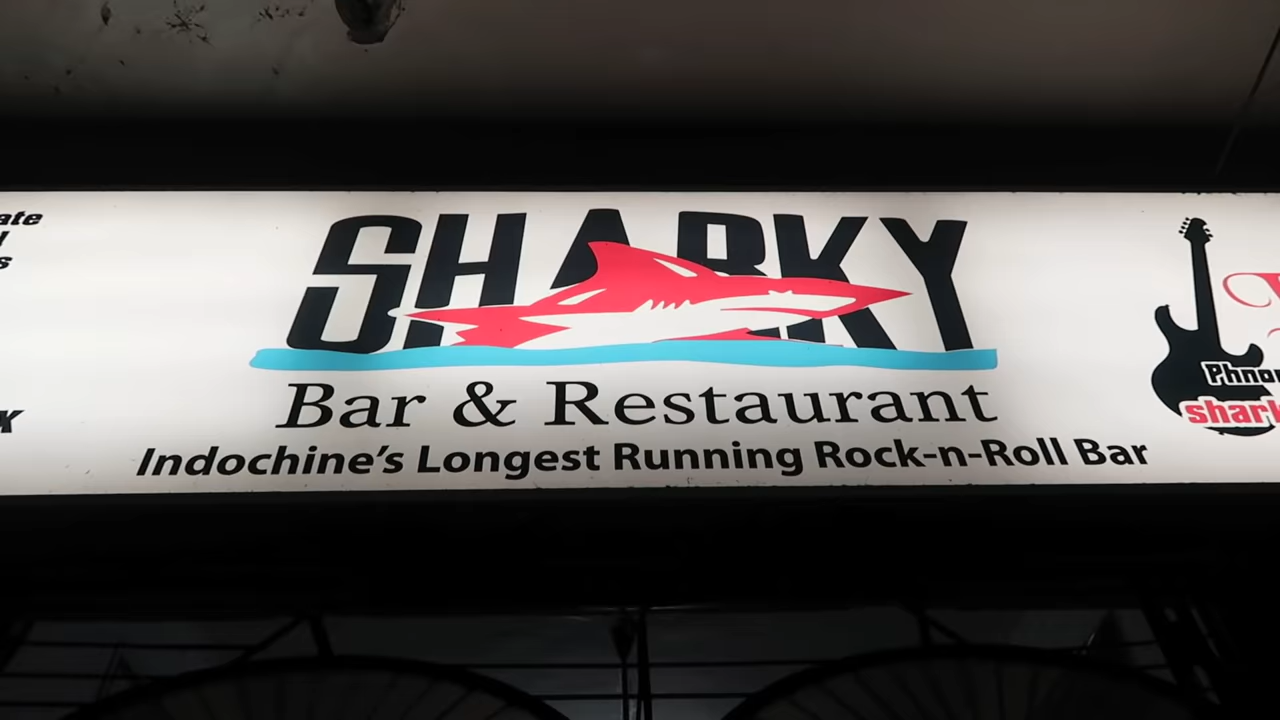 SHARKY
Bar & Restaurant
Indochine's Longest Running Rock-n-Roll Bar